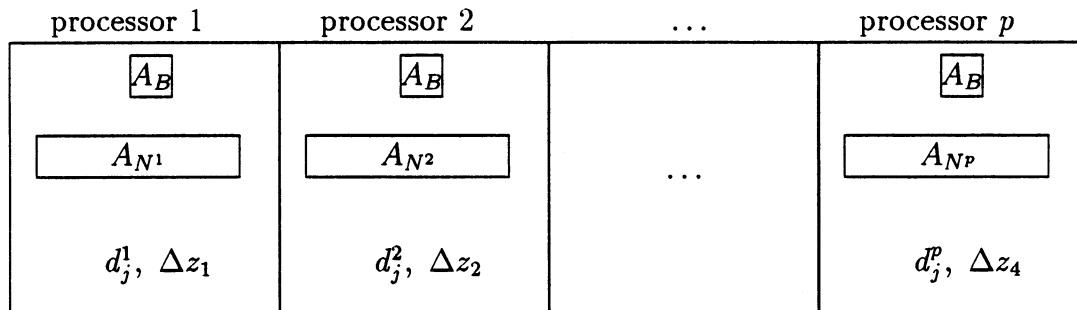 processor 1 processor 2 ... processor p
A_B A_B A_B
A_{N^1} A_{N^2} ... A_{N^p}
d_j^1, Δz_1 d_j^2, Δz_2 d_j^p, Δz_4